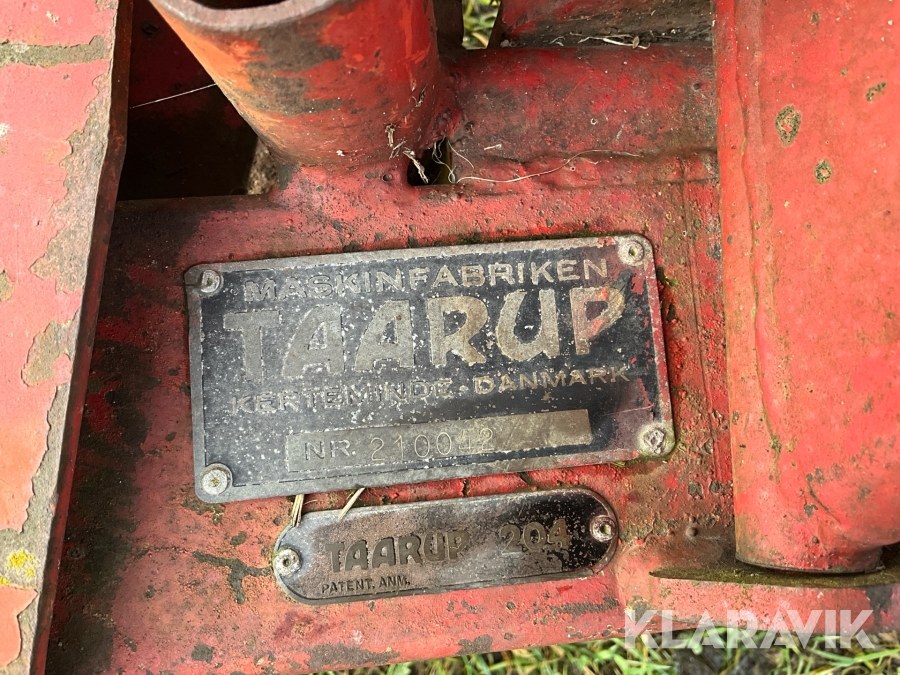 MASKINFABRIKEN
TAARUP
KERTEMINDE · DANMARK
NR. 210042
TAARUP 204
PATENT. ANM.
KLARAVIK